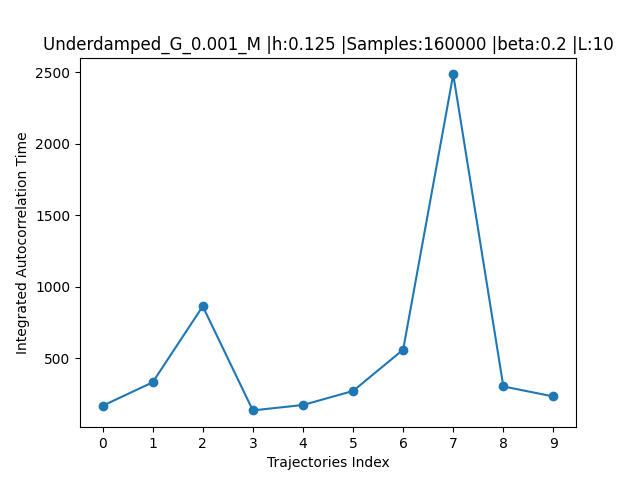 Underdamped_G_0.001_M |h:0.125 |Samples:160000 |beta:0.2 |L:10
Integrated Autocorrelation Time
2500
2000
1500
1000
500
0 1 2 3 4 5 6 7 8 9
Trajectories Index